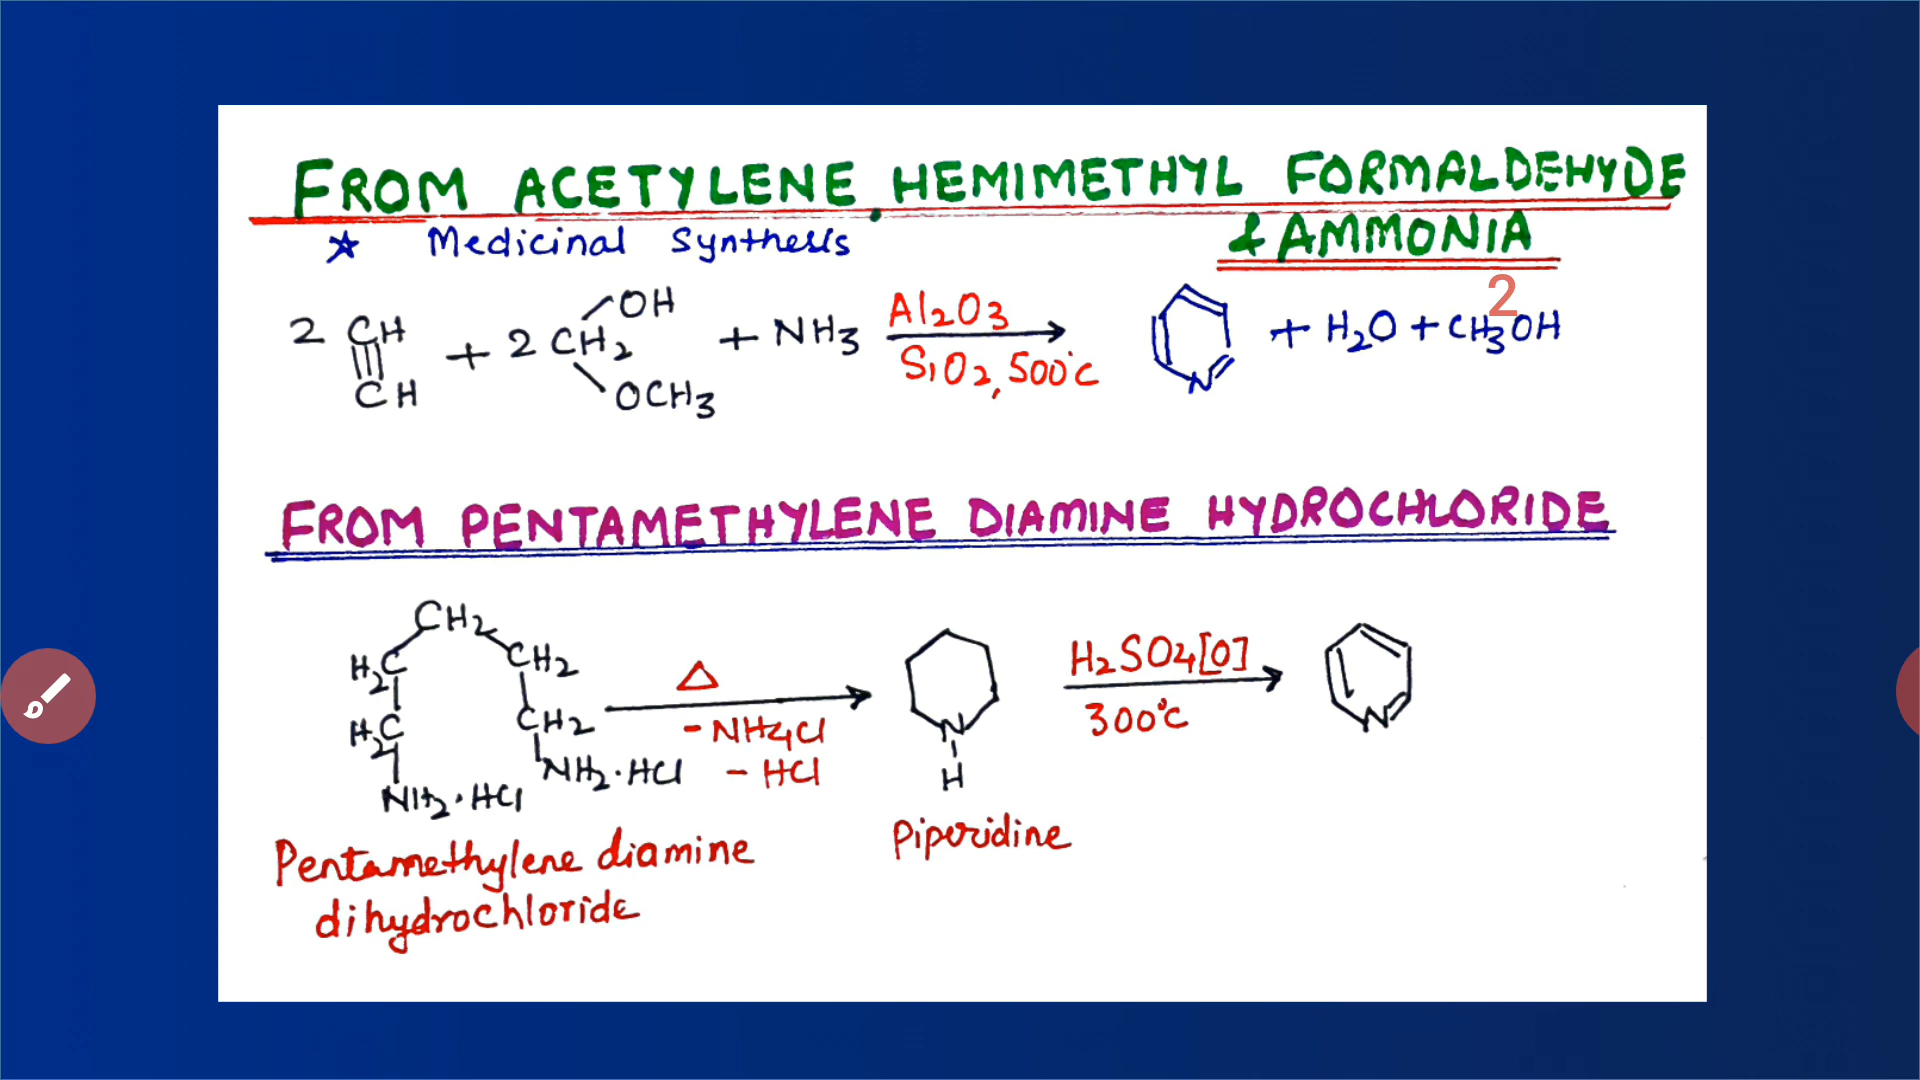 FROM ACETYLENE, HEMIMETHYL FORMALDEHYDE
& AMMONIA
★ Medicinal Synthesis
2 CH≡CH + 2 CH2 OH OCH3 + NH3 Al2O3 SiO2, 500°C N + H2O + CH3OH
2
FROM PENTAMETHYLENE DIAMINE HYDROCHLORIDE
CH2
H2C CH2
H2C CH2
NH2·HCl NH2·HCl
Δ
-NH4Cl
-HCl
N
H
H2SO4[O]
300°C
N
Piperidine
Pentamethylene diamine
dihydrochloride